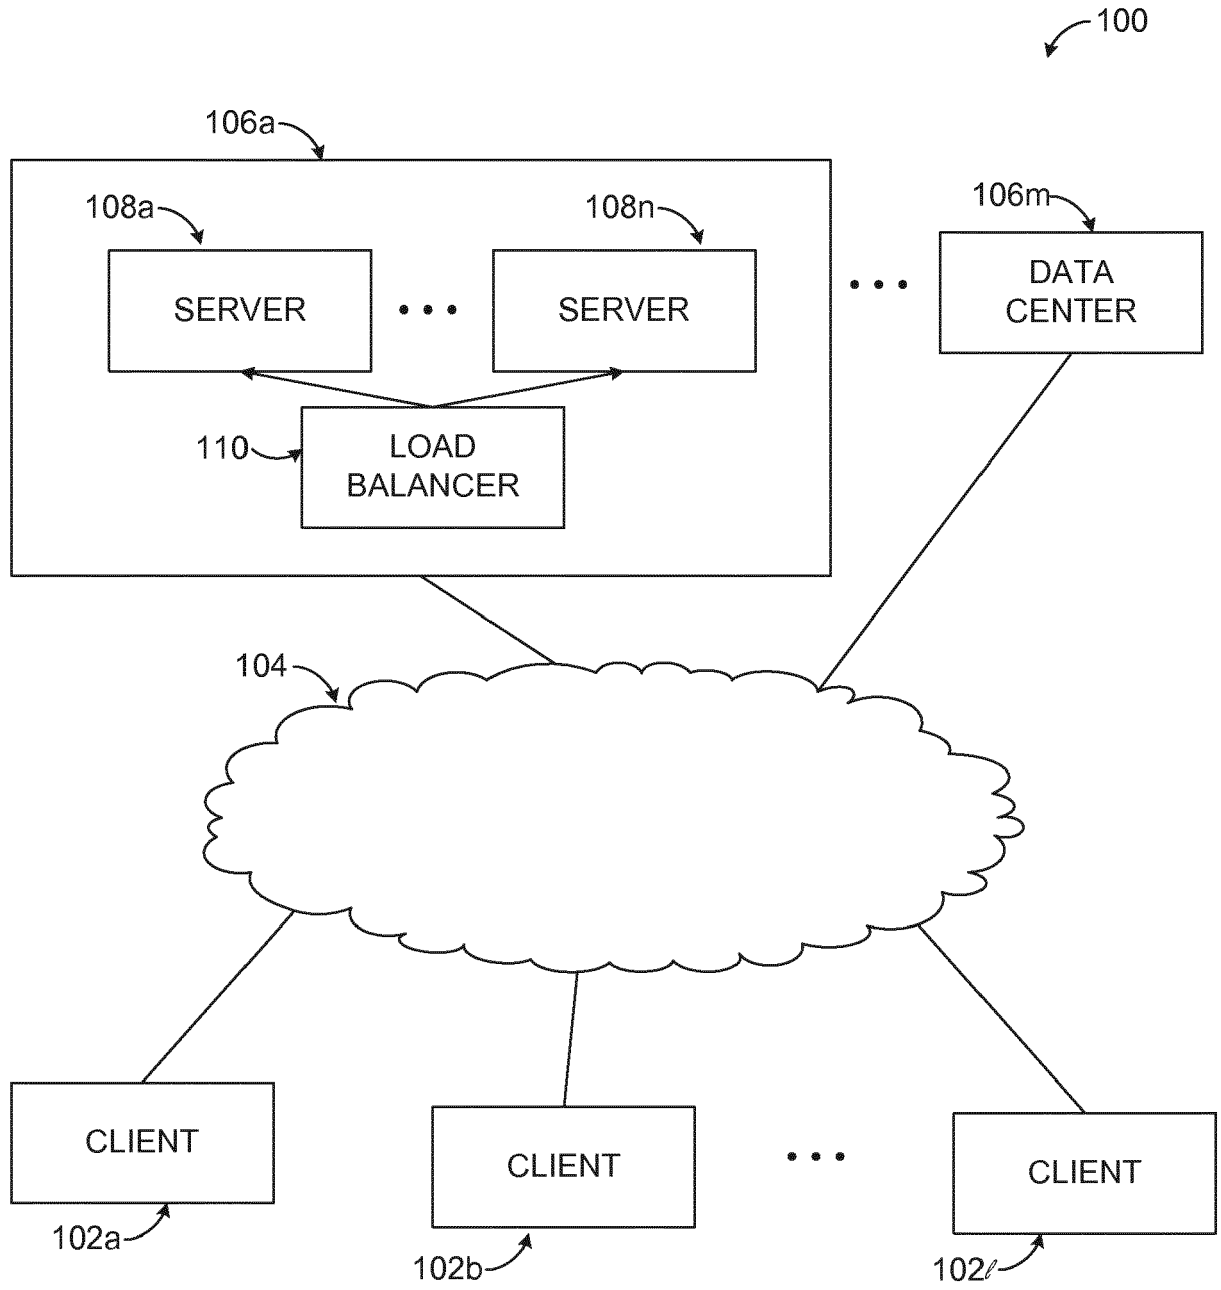 100
106a
108a
108n
106m
SERVER
SERVER
DATA
CENTER
110
LOAD
BALANCER
104
CLIENT
CLIENT
CLIENT
102a
102b
102ℓ